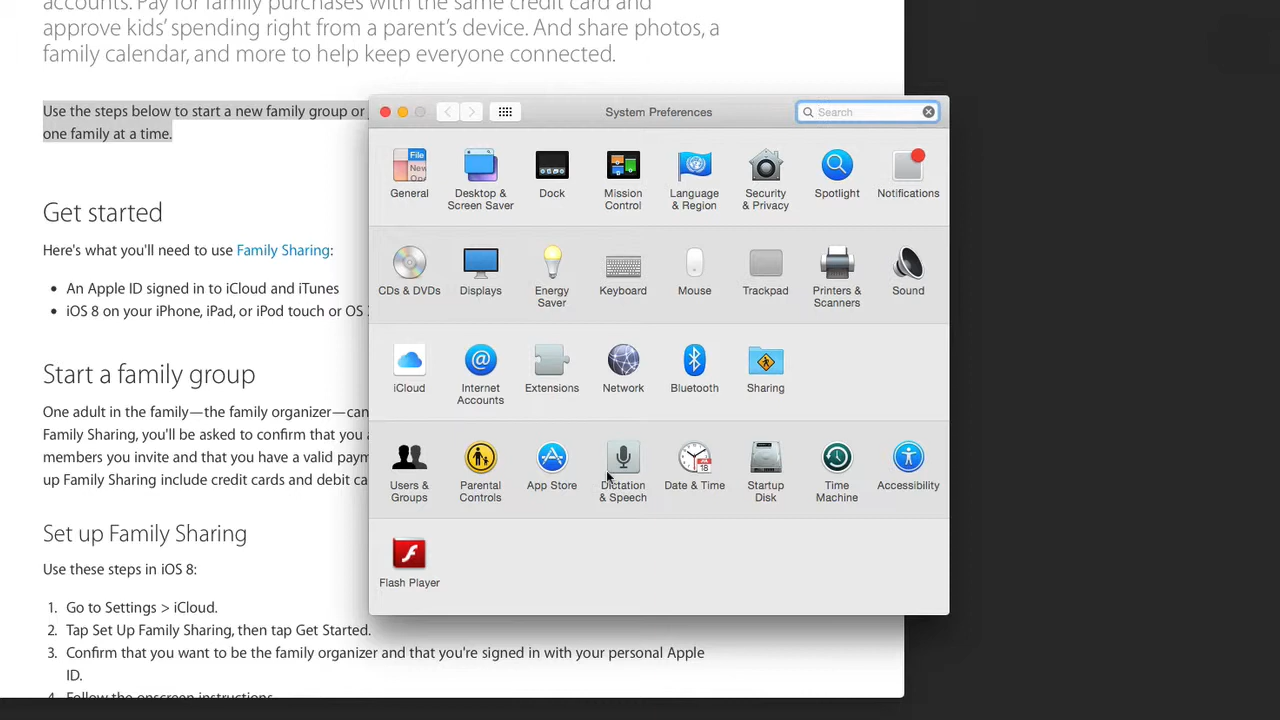 accounts. Pay for family purchases with the same credit card and
approve kids' spending right from a parent's device. And share photos, a
family calendar, and more to help keep everyone connected.
Use the steps below to start a new family group or
one family at a time.
Get started
Here's what you'll need to use Family Sharing:
• An Apple ID signed in to iCloud and iTunes
• iOS 8 on your iPhone, iPad, or iPod touch or OS
Start a family group
One adult in the family—the family organizer—can
Family Sharing, you'll be asked to confirm that you
members you invite and that you have a valid
up Family Sharing include credit cards and debit
Set up Family Sharing
Use these steps in iOS 8:
1. Go to Settings > iCloud.
2. Tap Set Up Family Sharing, then tap Get Started.
3. Confirm that you want to be the family organizer and that you're signed in with your personal Apple
ID.
4. Follow the onscreen instructions
System Preferences
Search
File
New
General
Desktop &
Screen Saver
Dock
Mission
Control
Language
& Region
Security
& Privacy
Spotlight
Notifications
CDs & DVDs
Displays
Energy
Saver
Keyboard
Mouse
Trackpad
Printers &
Scanners
Sound
iCloud
Internet
Accounts
Extensions
Network
Bluetooth
Sharing
Users &
Groups
Parental
Controls
App Store
Dictation
& Speech
JUL
18
Date & Time
Startup
Disk
Time
Machine
Accessibility
Flash Player